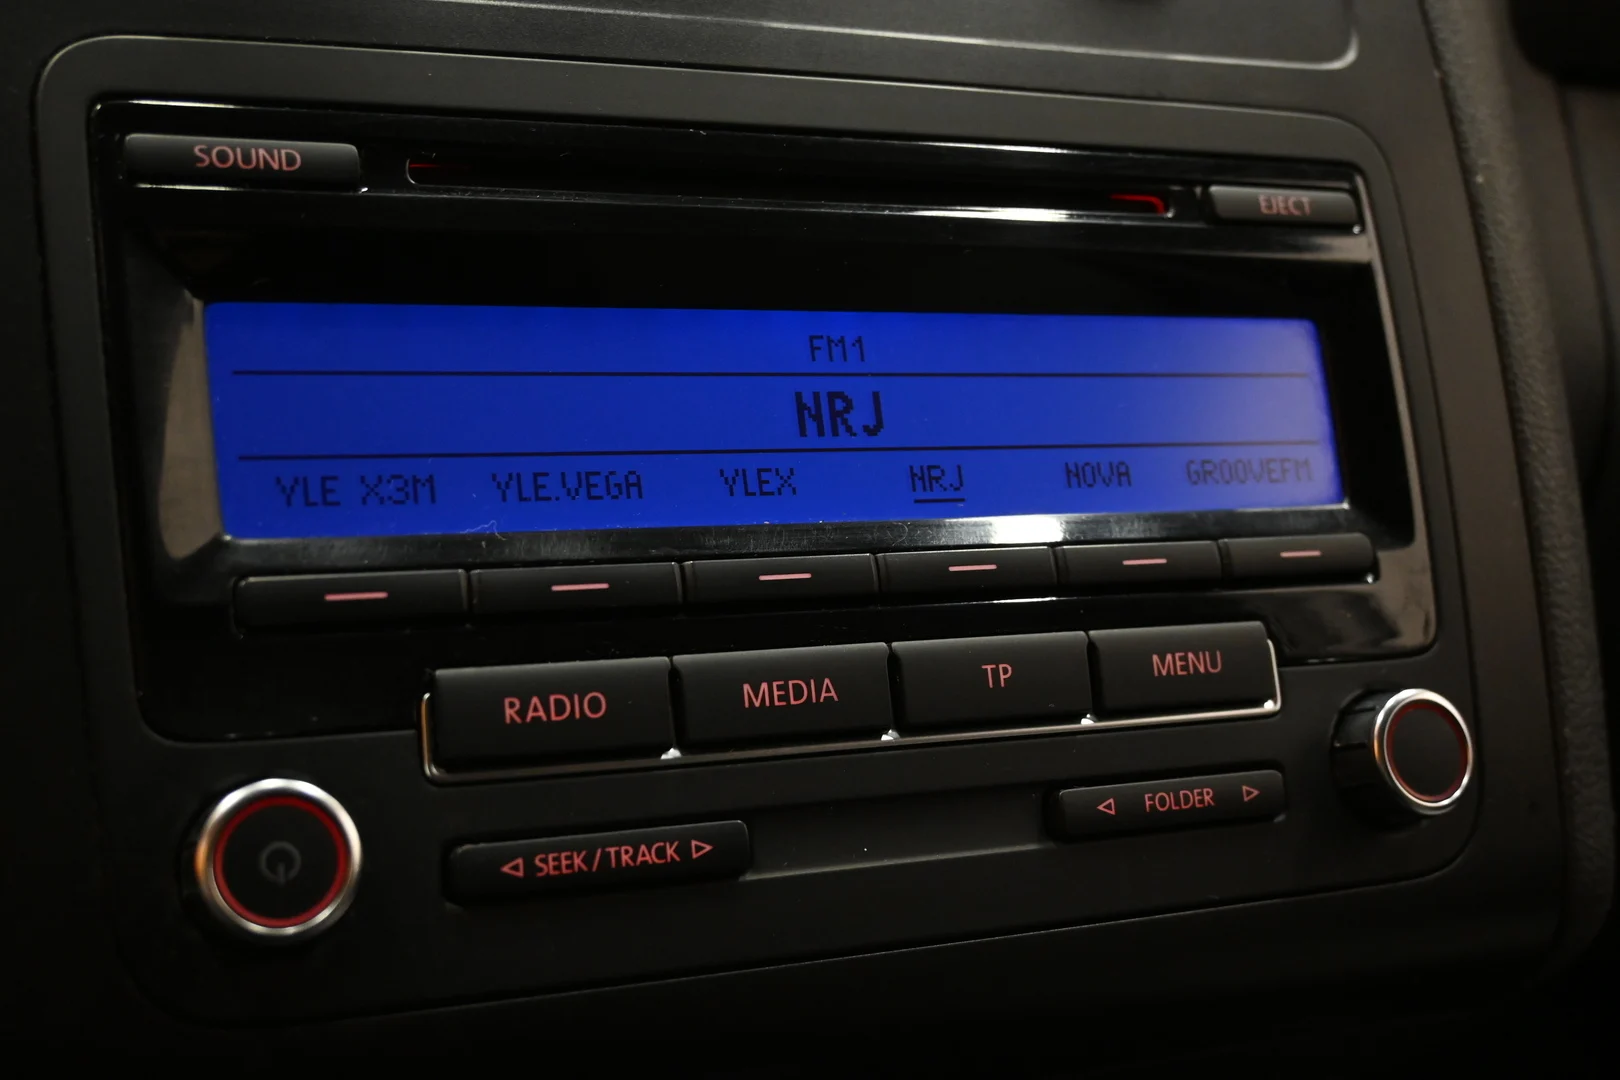 SOUND
EJECT
FM1
NRJ
YLE X3M YLE.VEGA YLEX NRJ NOVA GROOVEFM
RADIO MEDIA TP MENU
SEEK/TRACK
FOLDER